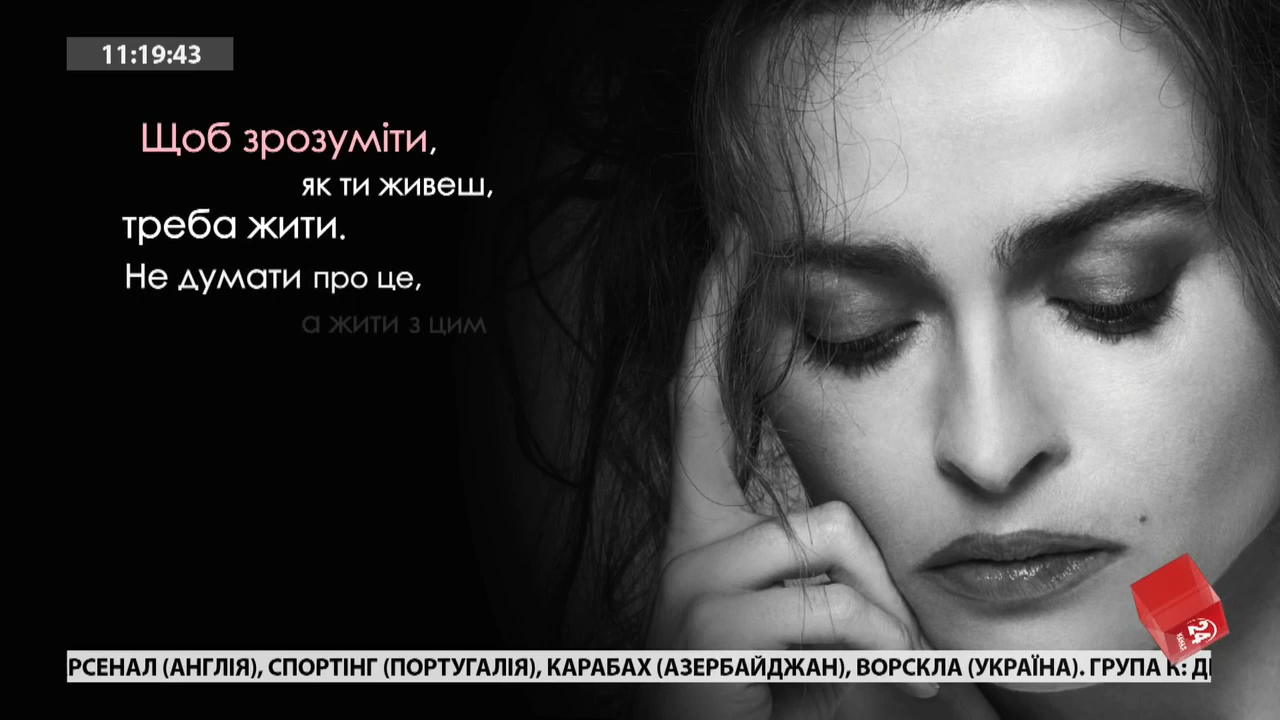 11:19:43
Щоб зрозуміти,
як ти живеш,
треба жити.
Не думати про це,
а жити з цим
24
КАНАЛ
РСЕНАЛ (АНГЛІЯ), СПОРТІНГ (ПОРТУГАЛІЯ), КАРАБАХ (АЗЕРБАЙДЖАН), ВОРСКЛА (УКРАЇНА). ГРУПА К: Д